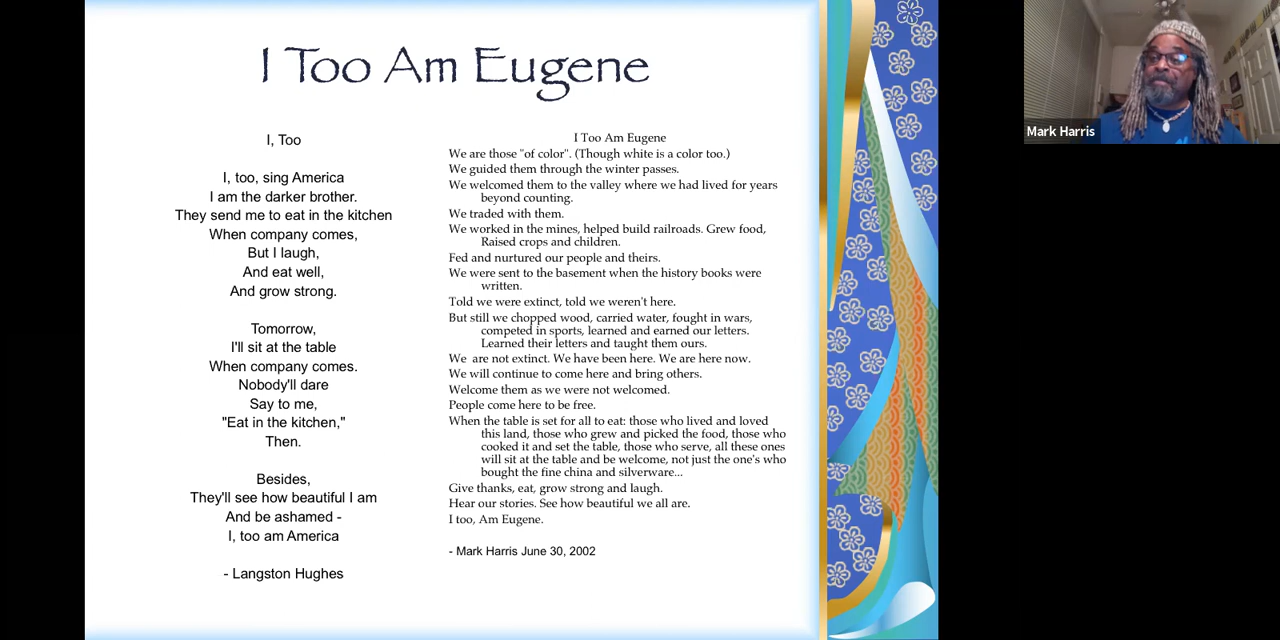 I Too Am Eugene
I, Too
I, too, sing America
I am the darker brother.
They send me to eat in the kitchen
When company comes,
But I laugh,
And eat well,
And grow strong.
Tomorrow,
I'll sit at the table
When company comes.
Nobody'll dare
Say to me,
"Eat in the kitchen,"
Then.
Besides,
They'll see how beautiful I am
And be ashamed -
I, too am America
- Langston Hughes
I Too Am Eugene
We are those "of color". (Though white is a color too.)
We guided them through the winter passes.
We welcomed them to the valley where we had lived for years
beyond counting.
We traded with them.
We worked in the mines, helped build railroads. Grew food,
Raised crops and children.
Fed and nurtured our people and theirs.
We were sent to the basement when the history books were
written.
Told we were extinct, told we weren't here.
But still we chopped wood, carried water, fought in wars,
competed in sports, learned and earned our letters.
Learned their letters and taught them ours.
We are not extinct. We have been here. We are here now.
We will continue to come here and bring others.
Welcome them as we were not welcomed.
People come here to be free.
When the table is set for all to eat: those who lived and loved
this land, those who grew and picked the food, those who
cooked it and set the table, those who serve, all these ones
will sit at the table and be welcome, not just the one's who
bought the fine china and silverware...
Give thanks, eat, grow strong and laugh.
Hear our stories. See how beautiful we all are.
I too, Am Eugene.
- Mark Harris June 30, 2002
Mark Harris